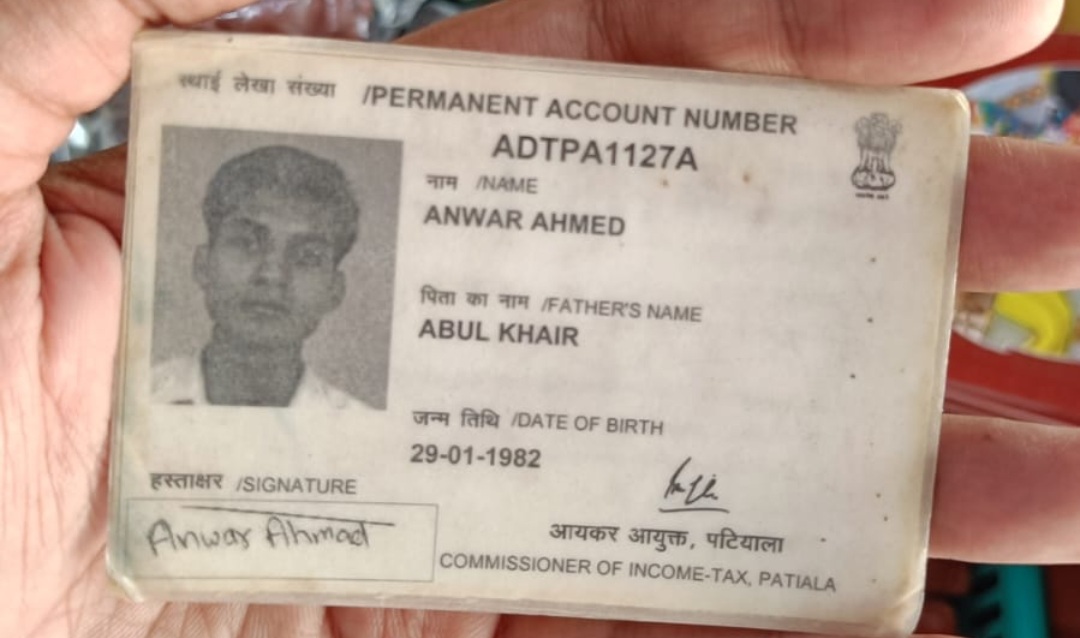 स्थाई लेखा संख्या /PERMANENT ACCOUNT NUMBER
ADTPA1127A
नाम /NAME
ANWAR AHMED
पिता का नाम /FATHER'S NAME
ABUL KHAIR
जन्म तिथि /DATE OF BIRTH
29-01-1982
हस्ताक्षर /SIGNATURE
Anwar Ahmad
आयकर आयुक्त, पटियाला
COMMISSIONER OF INCOME-TAX, PATIALA